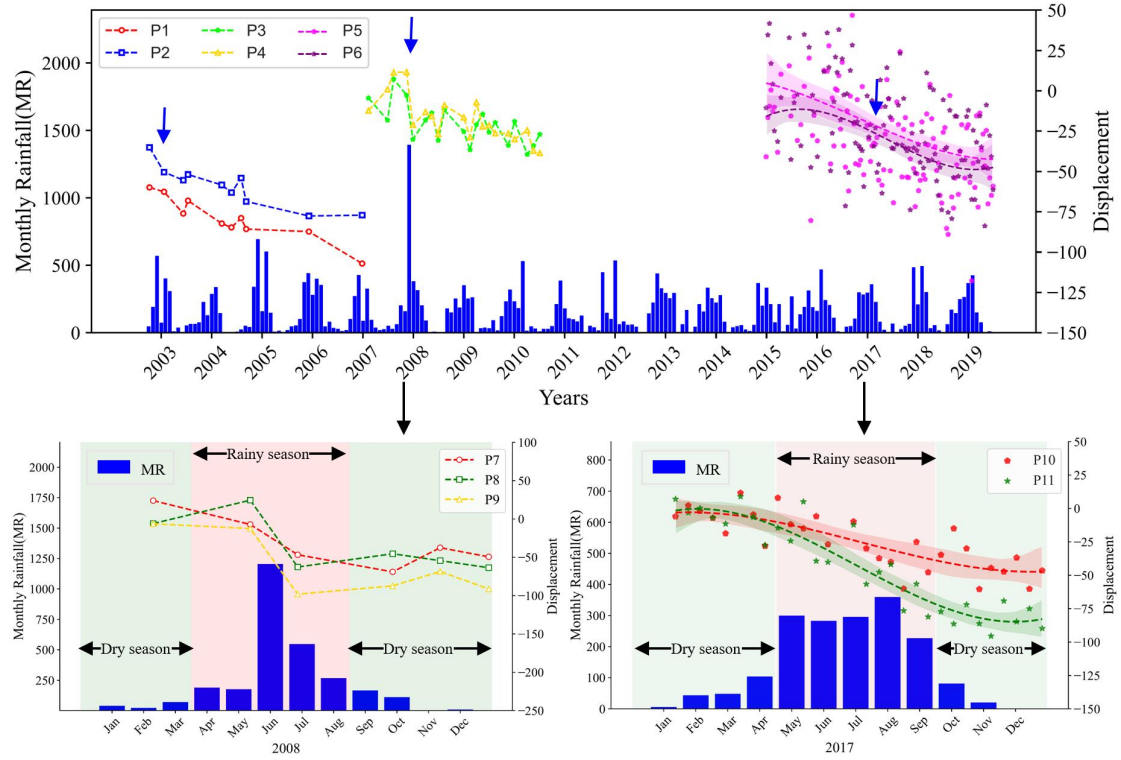 P1 P3 P5
P2 P4 P6
Monthly Rainfall(MR)
2000
1500
1000
500
0
50
25
0
−25
−50
−75
−100
−125
−150
Displacement
2003 2004 2005 2006 2007 2008 2009 2010 2011 2012 2013 2014 2015 2016 2017 2018 2019
Years
MR
Rainy season
P7
P8
P9
Dry season
Dry season
Monthly Rainfall(MR)
2000
1750
1500
1250
1000
750
500
250
100
50
0
−50
−100
−150
−200
−250
Displacement
Jan Feb Mar Apr May Jun Jul Aug Sep Oct Nov Dec
2008
MR
Rainy season
P10
P11
Dry season
Dry season
Monthly Rainfall(MR)
800
700
600
500
400
300
200
100
0
50
25
0
−25
−50
−75
−100
−125
−150
Displacement
Jan Feb Mar Apr May Jun Jul Aug Sep Oct Nov Dec
2017